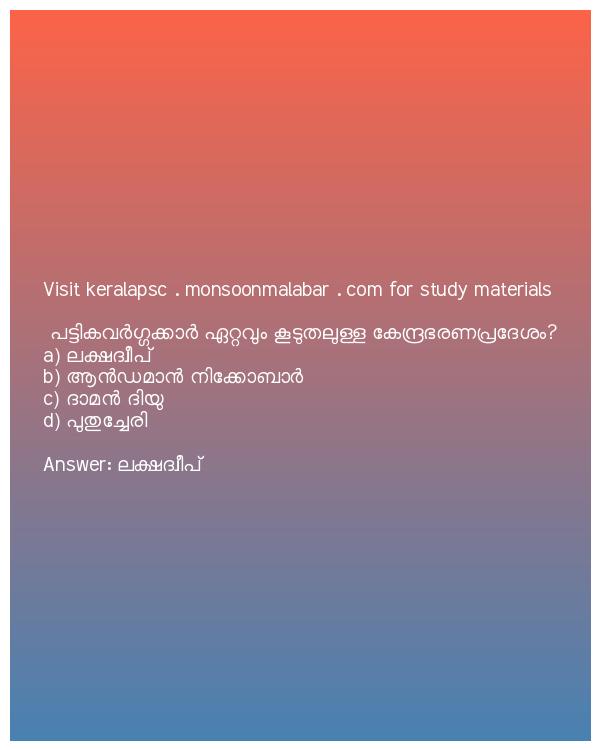 Visit keralapsc . monsoonmalabar . com for study materials
പട്ടികവർഗ്ഗക്കാർ ഏറ്റവും കൂടുതലുള്ള കേന്ദ്രഭരണപ്രദേശം?
a) ലക്ഷദ്വീപ്
b) ആൻഡമാൻ നിക്കോബാർ
c) ദാമൻ ദിയു
d) പുതുച്ചേരി
Answer: ലക്ഷദ്വീപ്